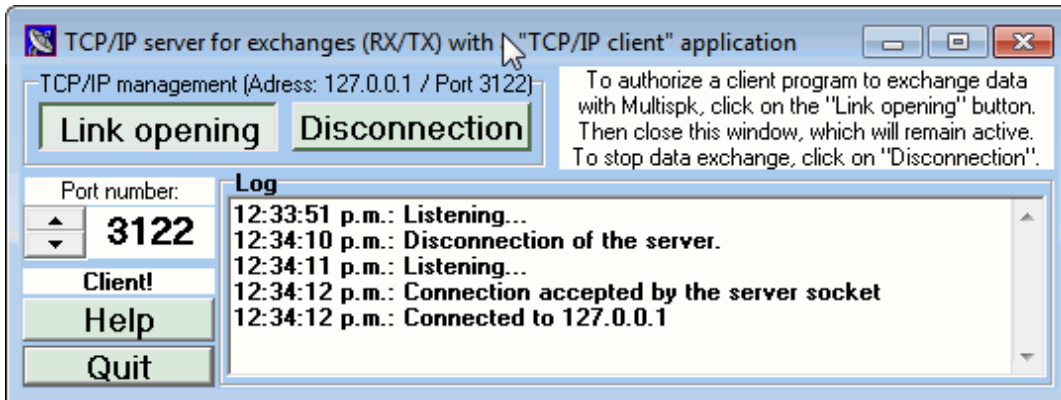 TCP/IP server for exchanges (RX/TX) with "TCP/IP client" application
TCP/IP management (Adress: 127.0.0.1 / Port 3122)
Link opening
Disconnection
To authorize a client program to exchange data
with Multispk, click on the "Link opening" button.
Then close this window, which will remain active.
To stop data exchange, click on "Disconnection".
Port number:
3122
Client!
Help
Quit
Log
12:33:51 p.m.: Listening...
12:34:10 p.m.: Disconnection of the server.
12:34:11 p.m.: Listening...
12:34:12 p.m.: Connection accepted by the server socket
12:34:12 p.m.: Connected to 127.0.0.1